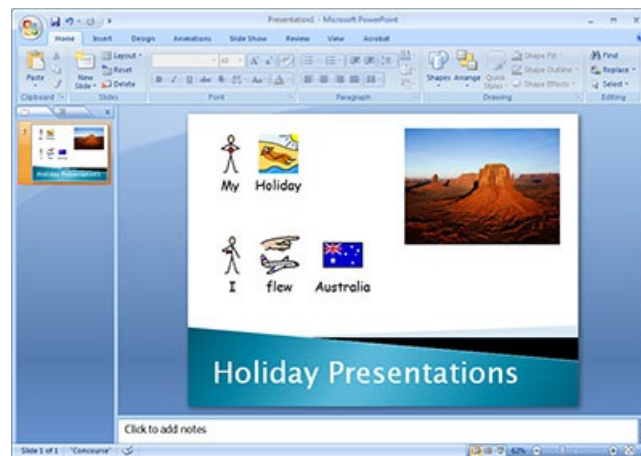 Presentation1 - Microsoft PowerPoint
Home Insert Design Animations Slide Show Review View Acrobat
Paste
New
Slide
Layout
Reset
Delete
Shapes Arrange Quick
Styles
Shape Fill
Shape Outline
Shape Effects
Find
Replace
Select
Clipboard Slides Font Paragraph Drawing Editing
My Holiday
I flew Australia
Holiday Presentations
Click to add notes
Slide 1 of 1 "Concourse" 62%